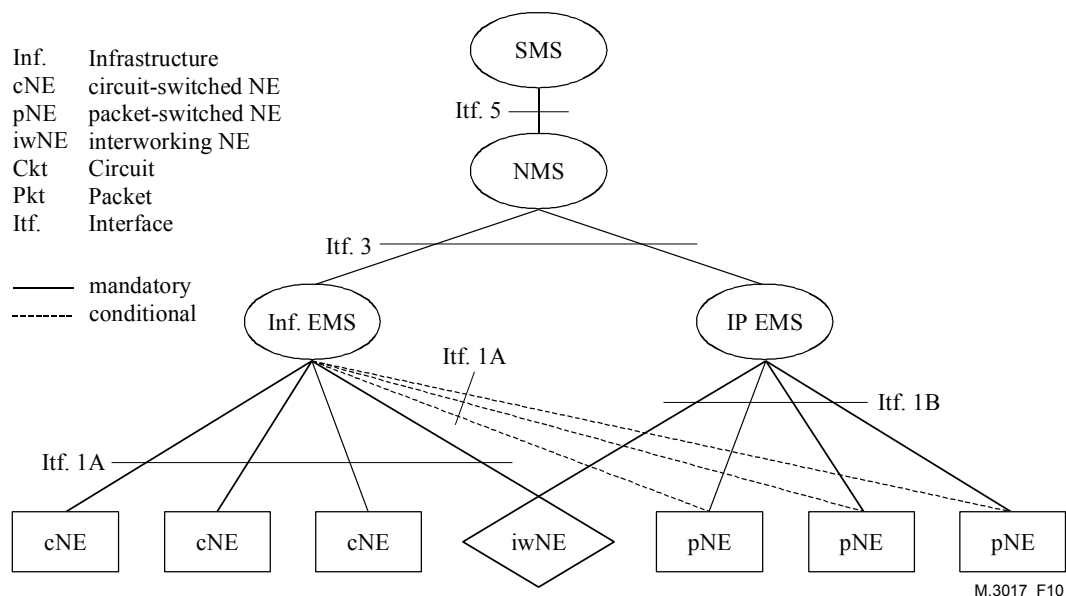 SMS
Inf. Infrastructure
cNE circuit-switched NE
pNE packet-switched NE
iwNE interworking NE
Ckt Circuit
Pkt Packet
Itf. Interface
Itf. 5
NMS
Itf. 3
mandatory
conditional
Inf. EMS
IP EMS
Itf. 1A
Itf. 1B
Itf. 1A
cNE cNE cNE iwNE pNE pNE pNE
M.3017_F10